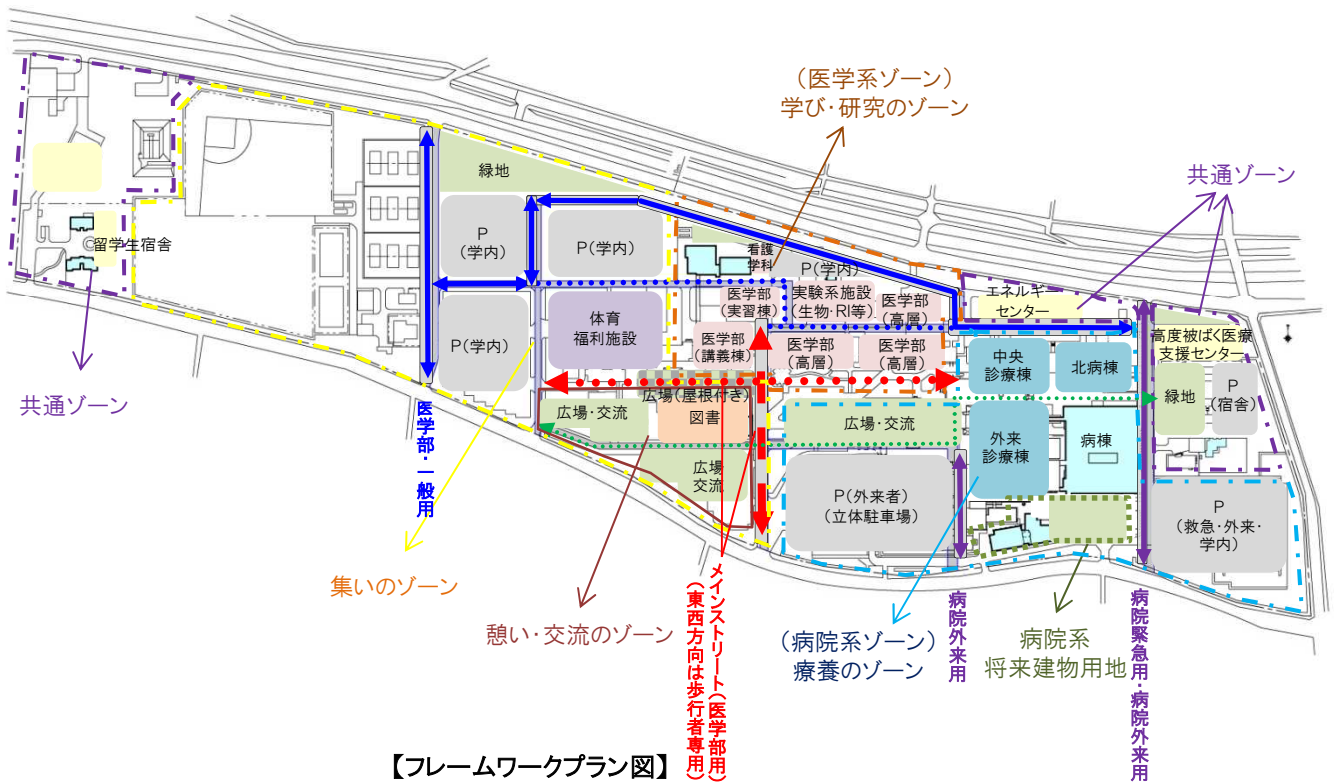 (医学系ゾーン)
学び・研究のゾーン
共通ゾーン
緑地
留学生宿舎
P
(学内)
P(学内)
看護
学科
P(学内)
実験系施設
(生物・RI等)
医学部
(実習棟)
医学部
(高層)
エネルギー
センター
P(学内)
体育
福利施設
医学部
(講義棟)
医学部
(高層)
医学部
(高層)
中央
診療棟
北病棟
高度被ばく医療
支援センター
共通ゾーン
広場・交流
広場(屋根付き)
図書
広場・交流
外来
診療棟
病棟
緑地
P
(宿舎)
広場
交流
P(外来者)
(立体駐車場)
P
(救急・外来・
学内)
医学部・一般用
集いのゾーン
憩い・交流のゾーン
メインストリート(医学部用)
(東西方向は歩行者専用)
(病院系ゾーン)
療養のゾーン
病院外来用
病院系
将来建物用地
病院緊急用・病院外来用
【フレームワークプラン図】